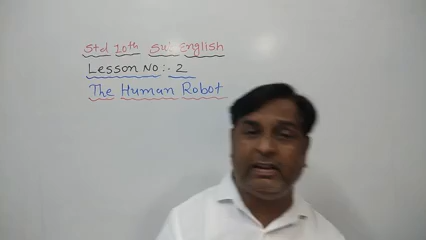 Std 10th Sub English
Lesson No:- 2
The Human Robot